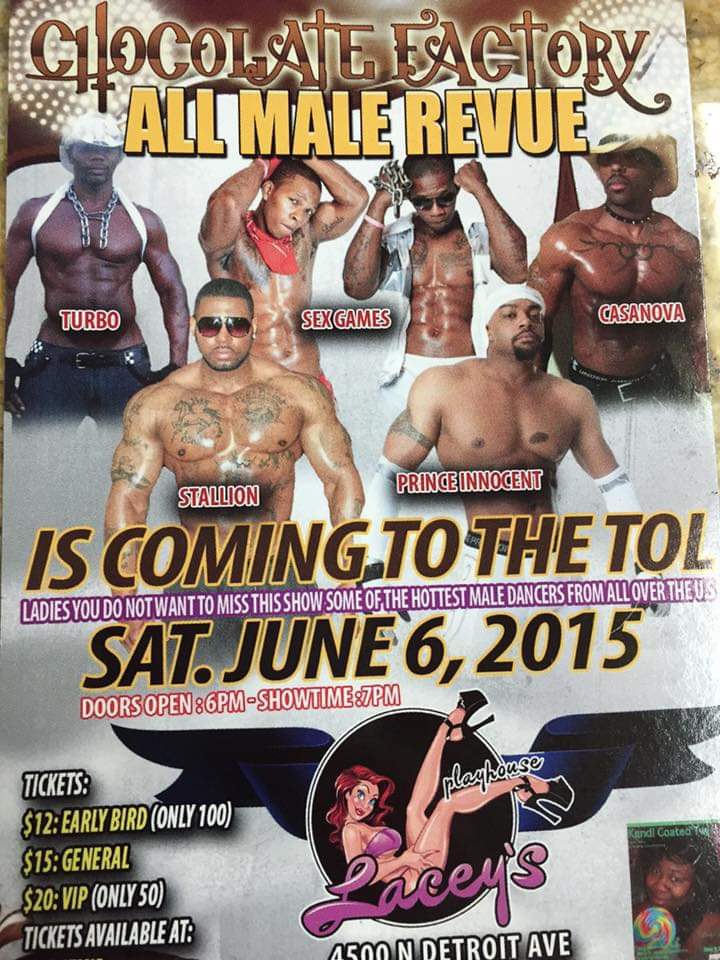 CHOCOLATE FACTORY
ALL MALE REVUE
TURBO
SEX GAMES
CASANOVA
STALLION
PRINCE INNOCENT
IS COMING TO THE TOL
LADIES YOU DO NOT WANT TO MISS THIS SHOW SOME OF THE HOTTEST MALE DANCERS FROM ALL OVER THE U.S
SAT. JUNE 6, 2015
DOORS OPEN : 6PM - SHOWTIME :7PM
playhouse
Lacey's
4500 N DETROIT AVE
TICKETS:
$12: EARLY BIRD (ONLY 100)
$15: GENERAL
$20: VIP (ONLY 50)
TICKETS AVAILABLE AT:
Kandi Coated